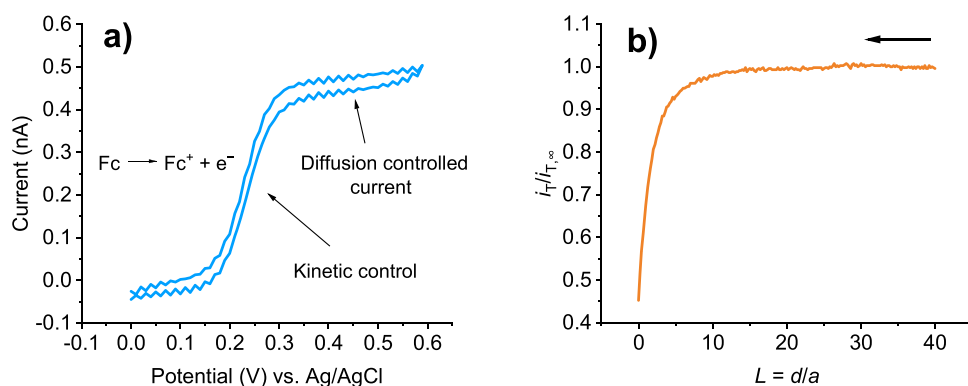 a)
0.6
0.5
0.4
0.3
0.2
0.1
0.0
-0.1
Current (nA)
Fc ⟶ Fc⁺ + e⁻
Diffusion controlled
current
Kinetic control
-0.1 0.0 0.1 0.2 0.3 0.4 0.5 0.6
Potential (V) vs. Ag/AgCl
b)
1.1
1.0
0.9
0.8
0.7
0.6
0.5
0.4
i_T/i_T,∞
0 10 20 30 40
L = d/a